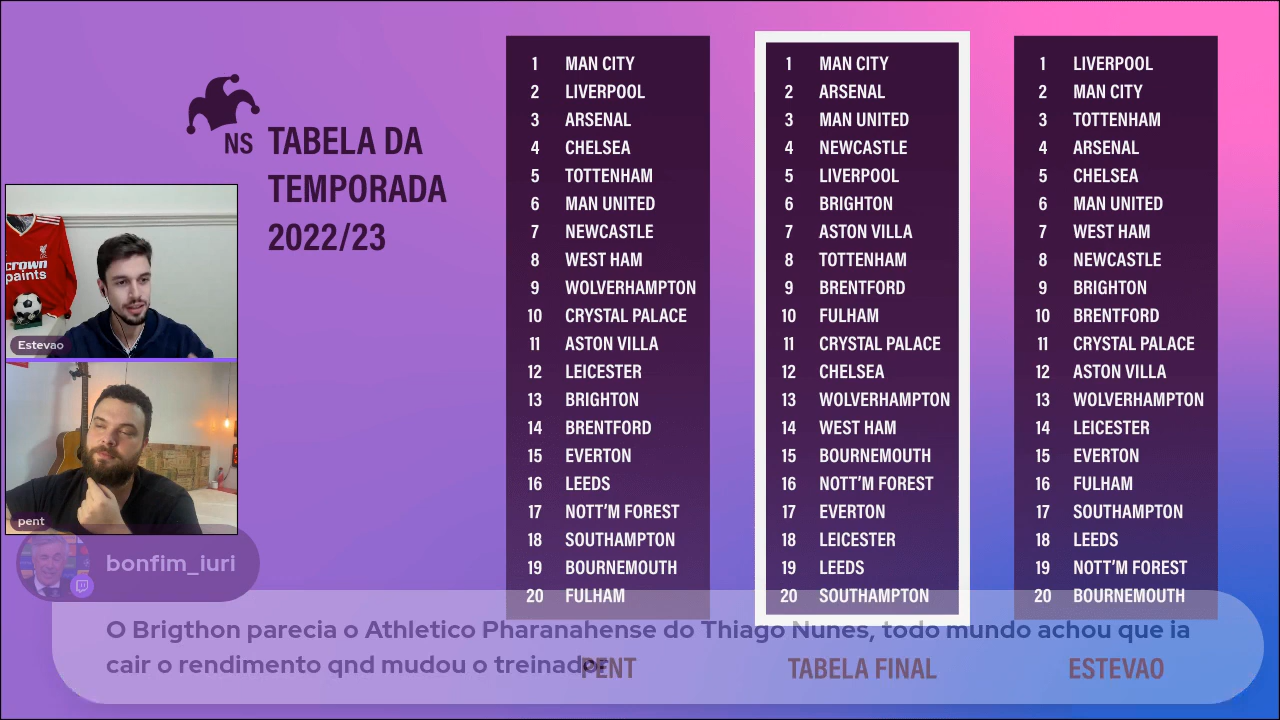 NS
TABELA DA
TEMPORADA
2022/23
1 MAN CITY
2 LIVERPOOL
3 ARSENAL
4 CHELSEA
5 TOTTENHAM
6 MAN UNITED
7 NEWCASTLE
8 WEST HAM
9 WOLVERHAMPTON
10 CRYSTAL PALACE
11 ASTON VILLA
12 LEICESTER
13 BRIGHTON
14 BRENTFORD
15 EVERTON
16 LEEDS
17 NOTT’M FOREST
18 SOUTHAMPTON
19 BOURNEMOUTH
20 FULHAM
PENT
1 MAN CITY
2 ARSENAL
3 MAN UNITED
4 NEWCASTLE
5 LIVERPOOL
6 BRIGHTON
7 ASTON VILLA
8 TOTTENHAM
9 BRENTFORD
10 FULHAM
11 CRYSTAL PALACE
12 CHELSEA
13 WOLVERHAMPTON
14 WEST HAM
15 BOURNEMOUTH
16 NOTT’M FOREST
17 EVERTON
18 LEICESTER
19 LEEDS
20 SOUTHAMPTON
TABELA FINAL
1 LIVERPOOL
2 MAN CITY
3 TOTTENHAM
4 ARSENAL
5 CHELSEA
6 MAN UNITED
7 WEST HAM
8 NEWCASTLE
9 BRIGHTON
10 BRENTFORD
11 CRYSTAL PALACE
12 ASTON VILLA
13 WOLVERHAMPTON
14 LEICESTER
15 EVERTON
16 FULHAM
17 SOUTHAMPTON
18 LEEDS
19 NOTT’M FOREST
20 BOURNEMOUTH
ESTEVAO
crown
paints
Estevao
pent
bonfim_iuri
O Brigthon parecia o Athletico Pharanahense do Thiago Nunes, todo mundo achou que ia
cair o rendimento qnd mudou o treinador